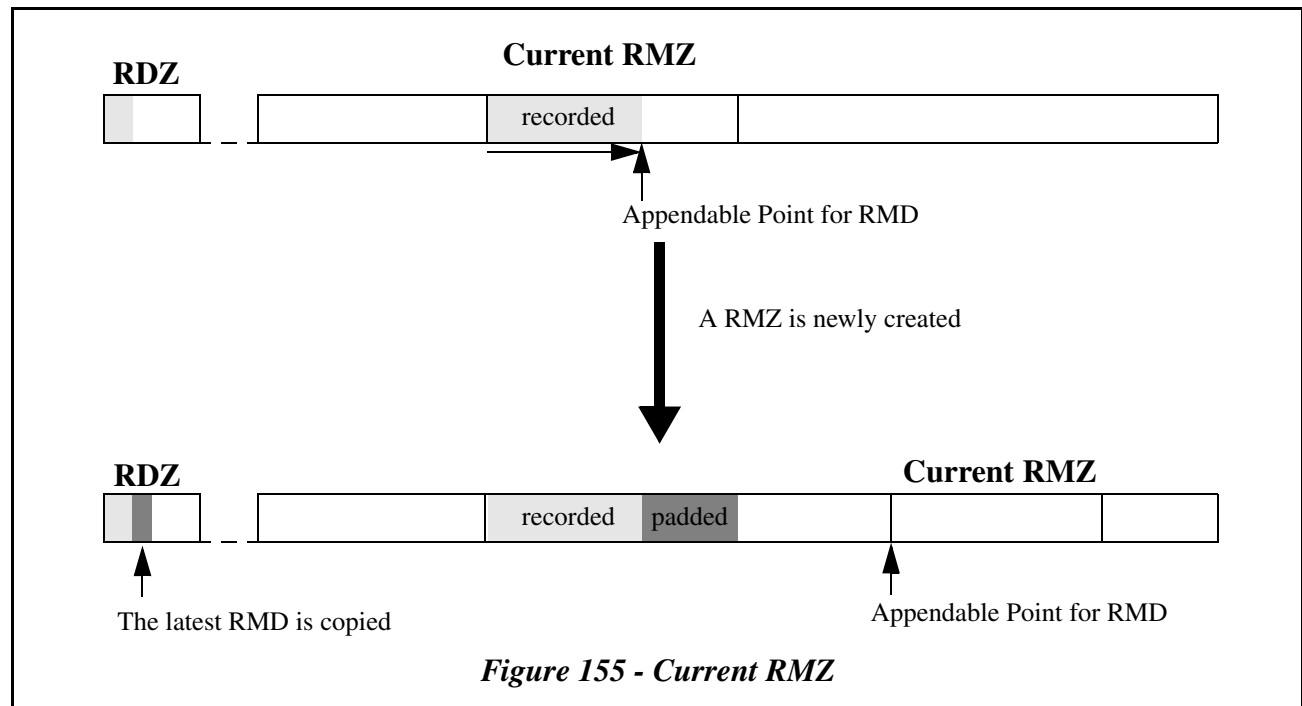 Current RMZ
RDZ
recorded
Appendable Point for RMD
A RMZ is newly created
Current RMZ
RDZ
recorded
padded
Appendable Point for RMD
The latest RMD is copied
Figure 155 - Current RMZ